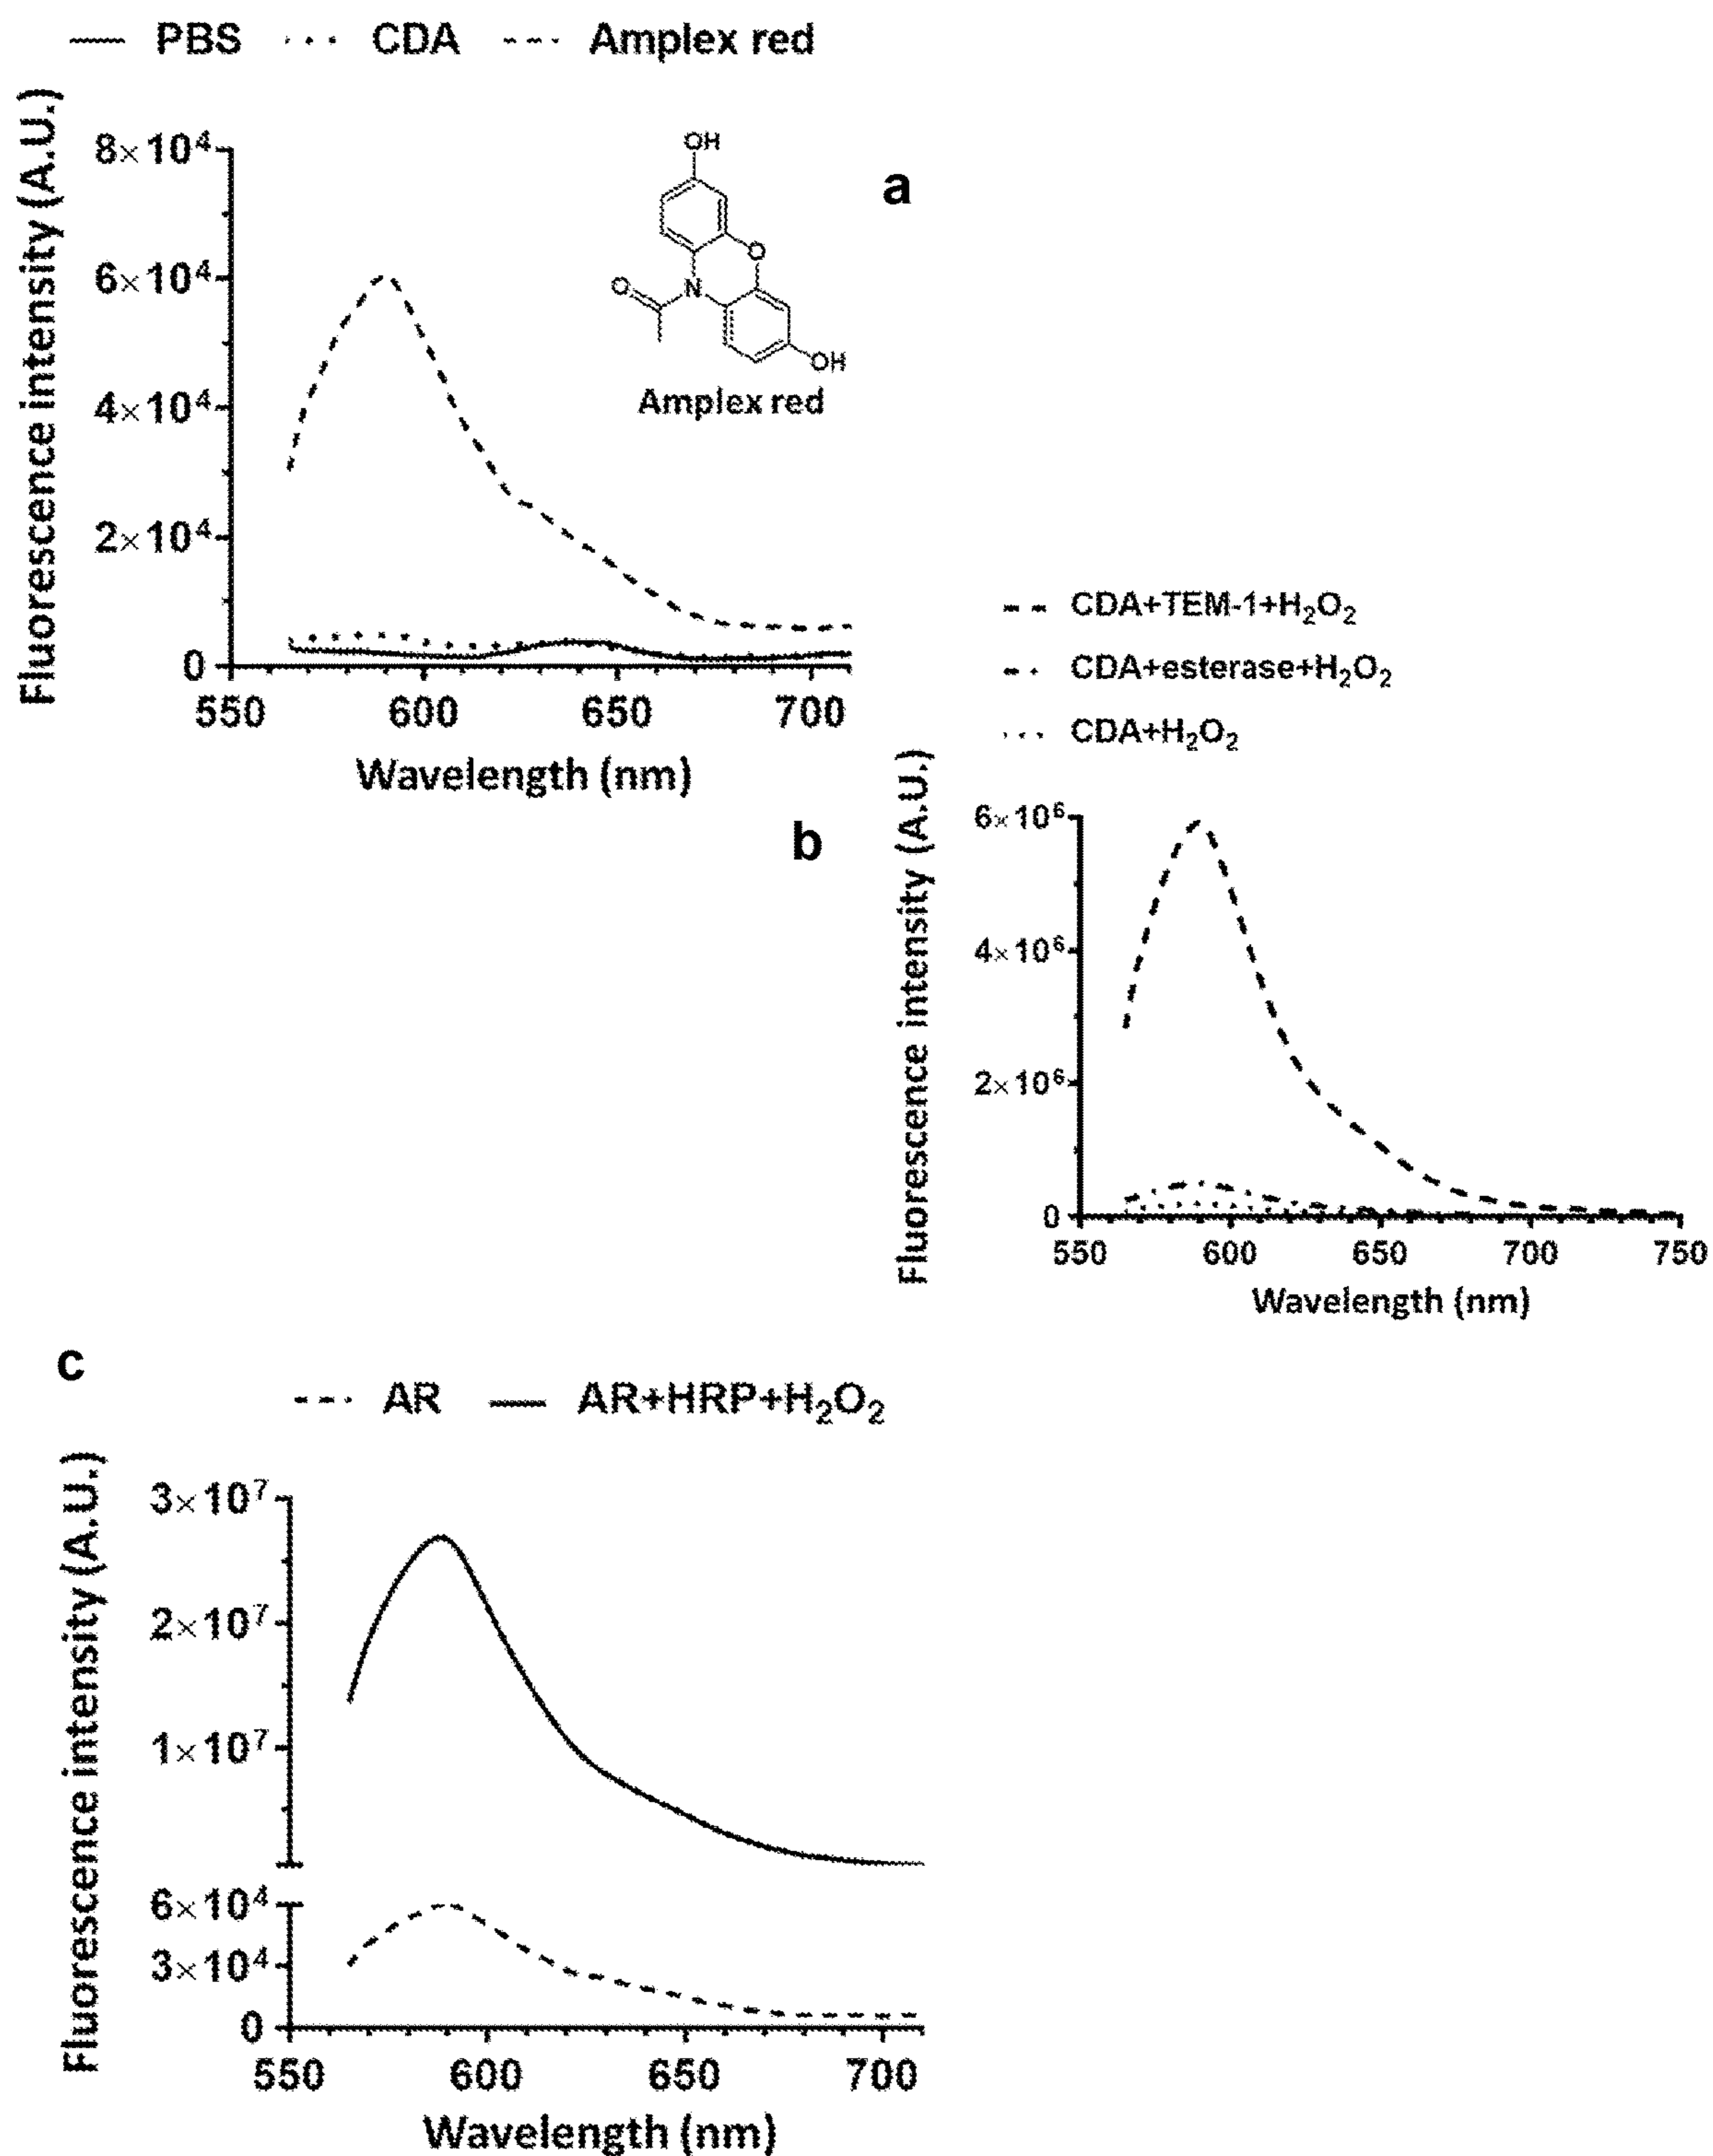 PBS CDA Amplex red
a
Fluorescence intensity (A.U.)
8×10⁴
6×10⁴
4×10⁴
2×10⁴
0
OH
O
O
N
OH
Amplex red
550 600 650 700
Wavelength (nm)
b
CDA+TEM-1+H₂O₂
CDA+esterase+H₂O₂
CDA+H₂O₂
Fluorescence intensity (A.U.)
6×10⁶
4×10⁶
2×10⁶
0
550 600 650 700 750
Wavelength (nm)
c
AR AR+HRP+H₂O₂
Fluorescence intensity (A.U.)
3×10⁷
2×10⁷
1×10⁷
6×10⁴
3×10⁴
0
550 600 650 700
Wavelength (nm)